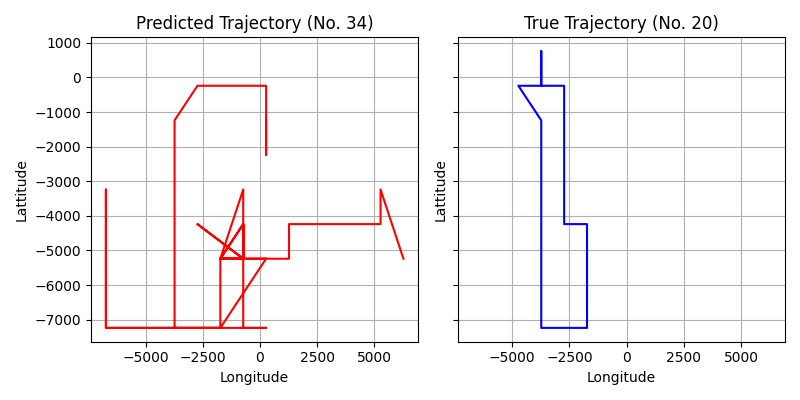 Predicted Trajectory (No. 34)
True Trajectory (No. 20)
1000
0
−1000
−2000
−3000
−4000
−5000
−6000
−7000
Lattitude
Lattitude
−5000 −2500 0 2500 5000
−5000 −2500 0 2500 5000
Longitude
Longitude